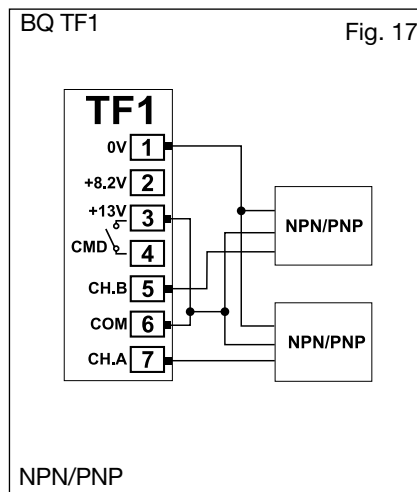 BQ TF1
Fig. 17
TF1
0V 1
+8.2V 2
+13V 3
CMD 4
CH.B 5
COM 6
CH.A 7
NPN/PNP
NPN/PNP
NPN/PNP